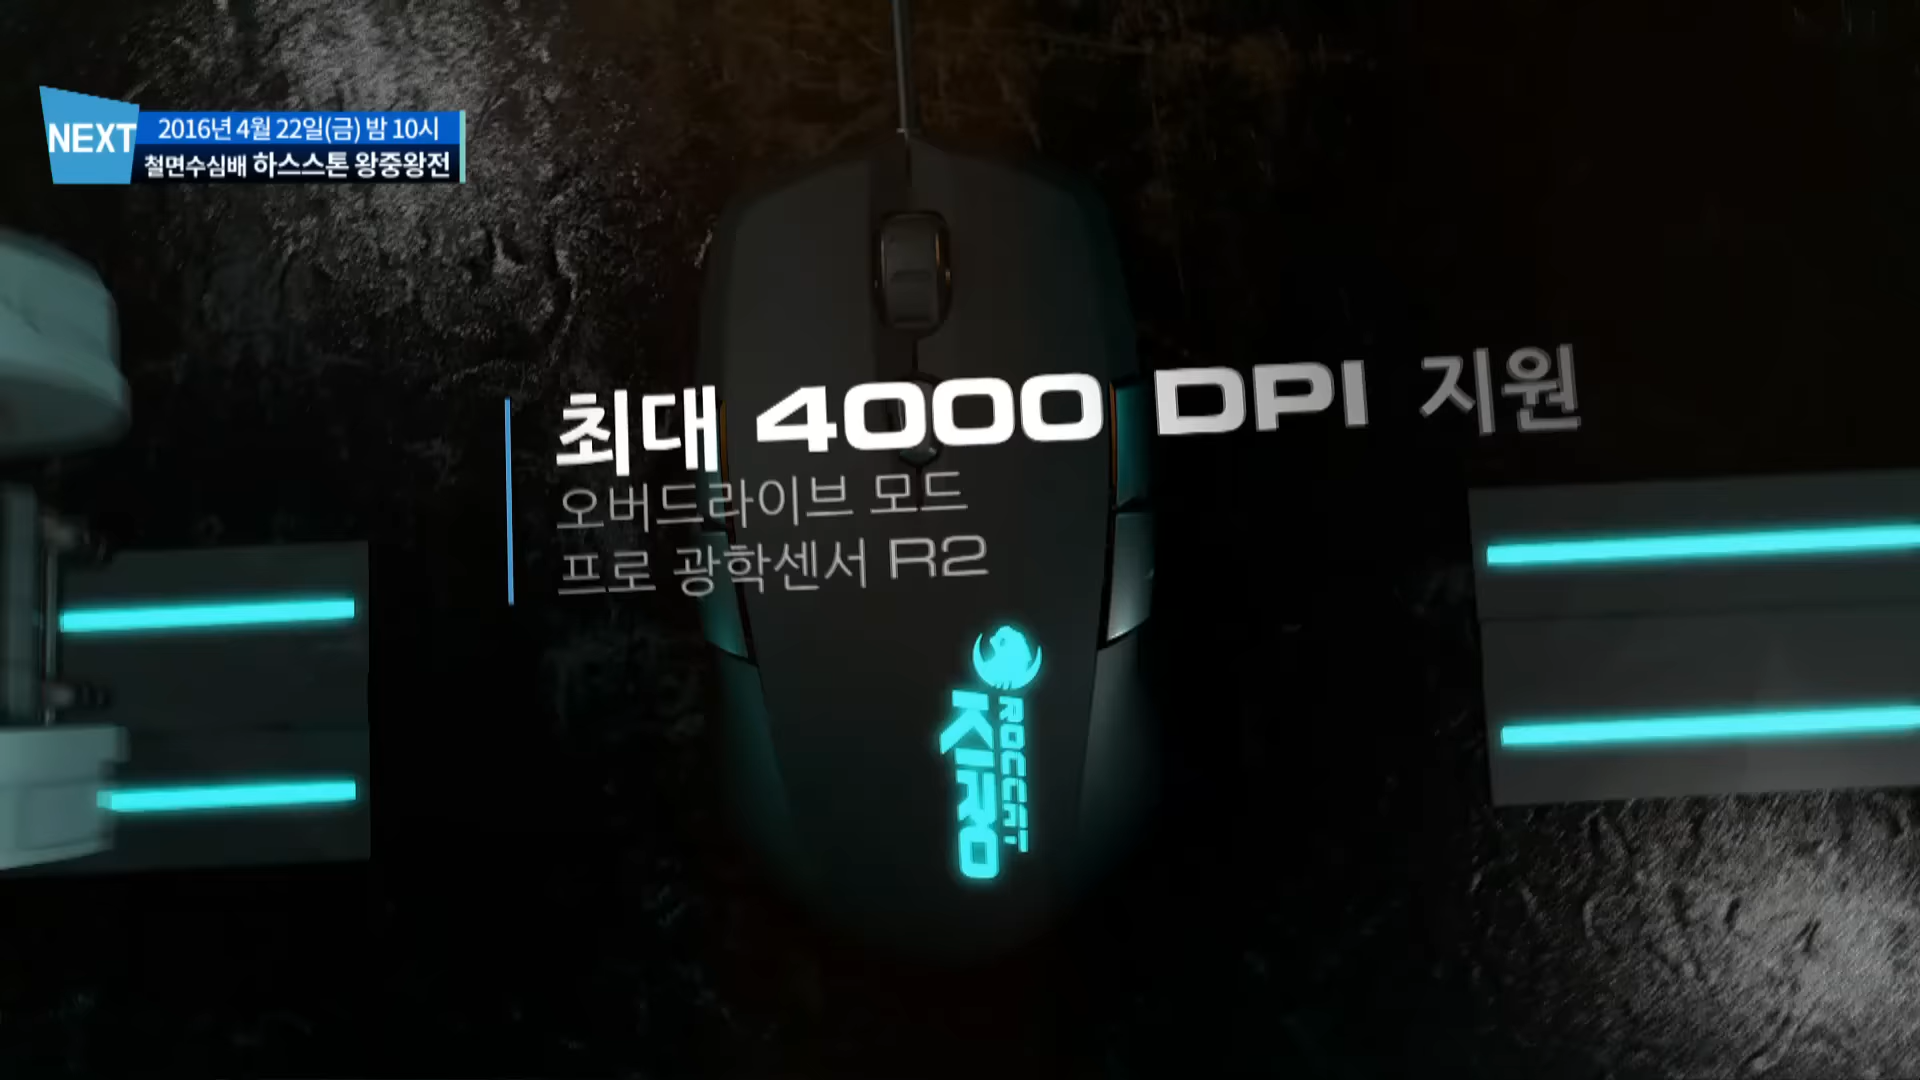 NEXT
2016년 4월 22일(금) 밤 10시
철면수심배 하스스톤 왕중왕전
최대 4000 DPI 지원
오버드라이브 모드
프로 광학센서 R2
ROCCAT
KIRO